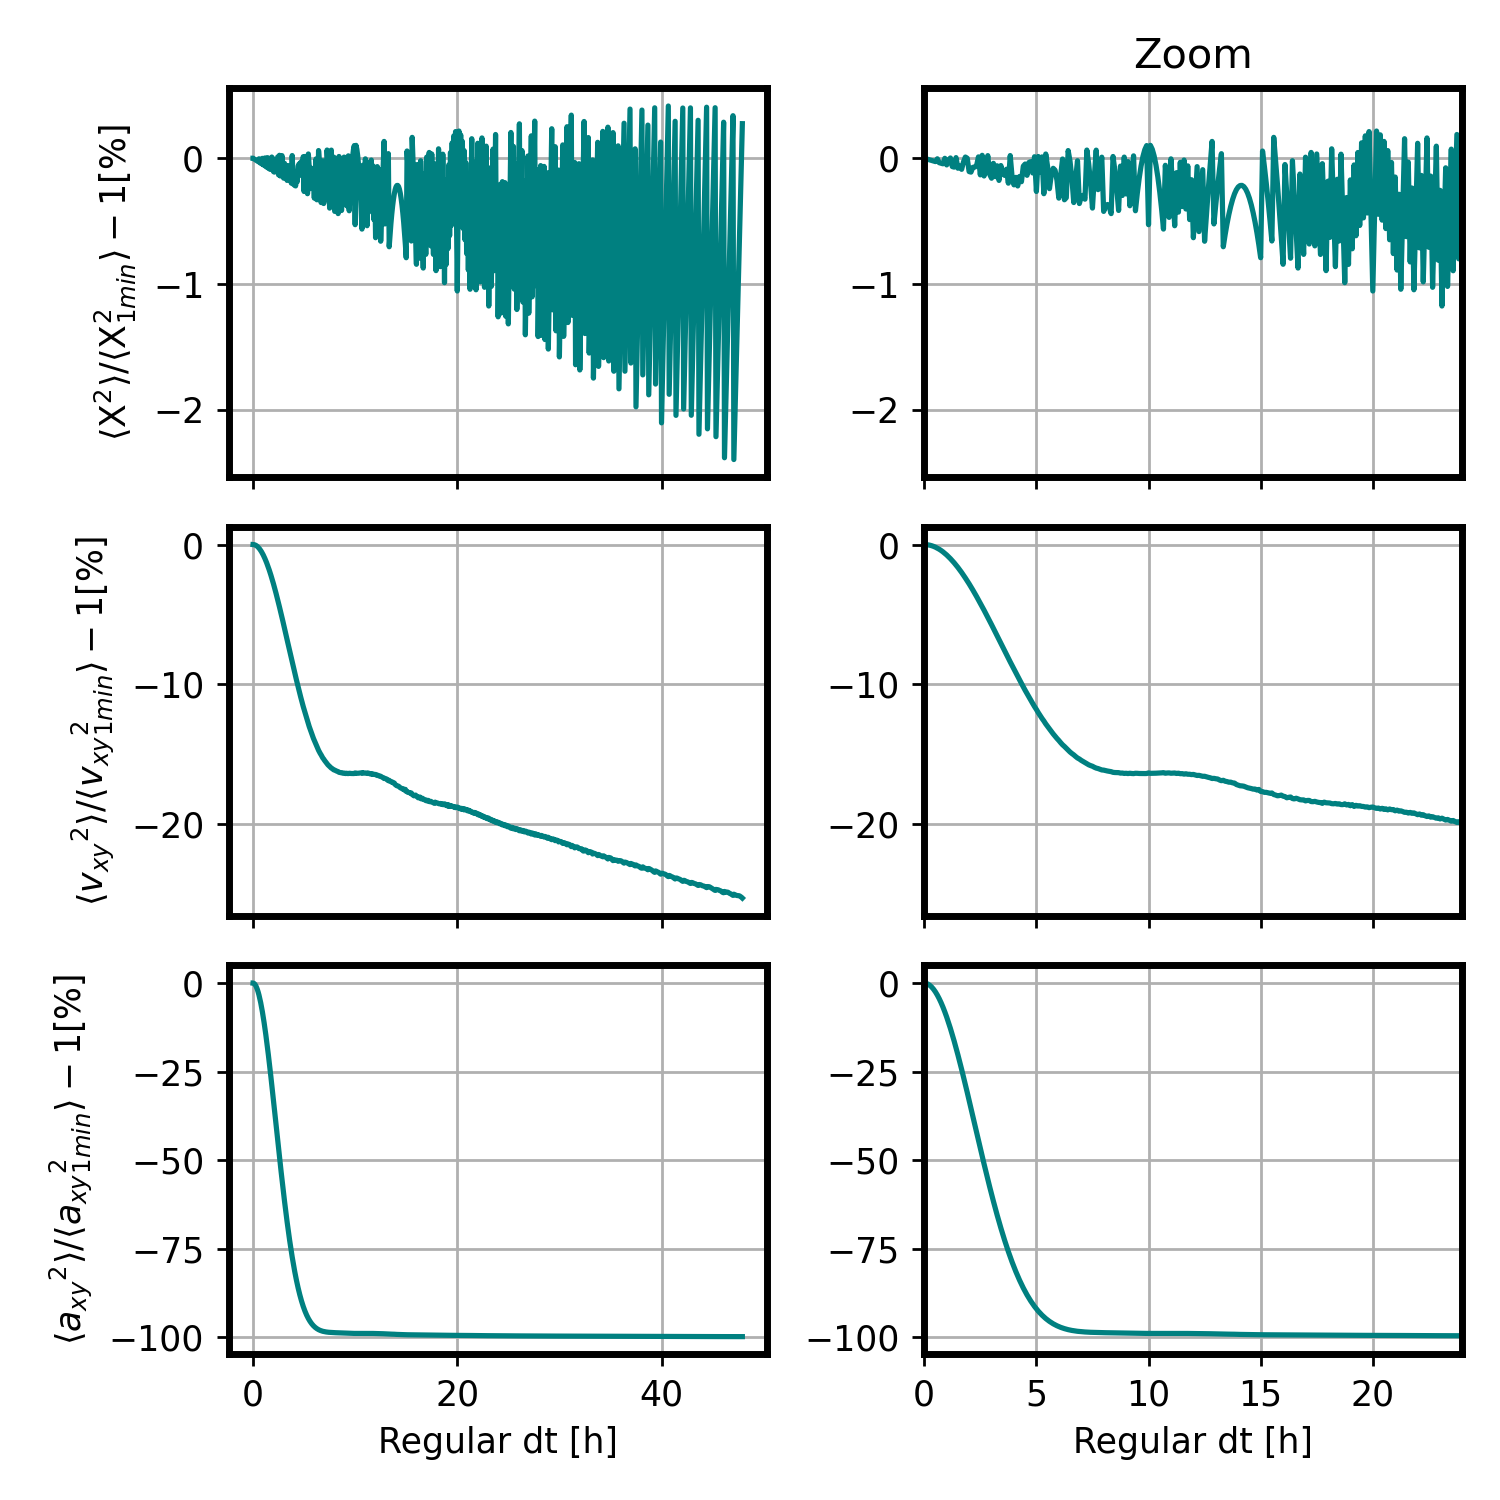 Zoom
⟨X²⟩/⟨X²₁ₘᵢₙ⟩ − 1[%]
0
−1
−2
0
−1
−2
⟨v_xy²⟩/⟨v_xy²_1min⟩ − 1[%]
0
−10
−20
0
−10
−20
⟨a_xy²⟩/⟨a_xy²_1min⟩ − 1[%]
0
−25
−50
−75
−100
0
−25
−50
−75
−100
0 20 40
0 5 10 15 20
Regular dt [h]
Regular dt [h]